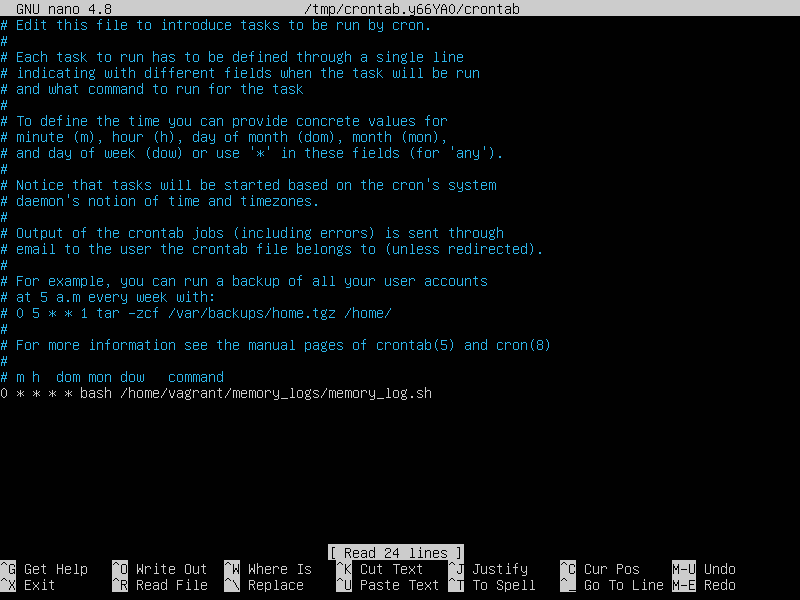 GNU nano 4.8 /tmp/crontab.y66YAO/crontab
# Edit this file to introduce tasks to be run by cron.
#
# Each task to run has to be defined through a single line
# indicating with different fields when the task will be run
# and what command to run for the task
#
# To define the time you can provide concrete values for
# minute (m), hour (h), day of month (dom), month (mon),
# and day of week (dow) or use '*' in these fields (for 'any').
#
# Notice that tasks will be started based on the cron's system
# daemon's notion of time and timezones.
#
# Output of the crontab jobs (including errors) is sent through
# email to the user the crontab file belongs to (unless redirected).
#
# For example, you can run a backup of all your user accounts
# at 5 a.m every week with:
# 0 5 * * 1 tar -zcf /var/backups/home.tgz /home/
#
# For more information see the manual pages of crontab(5) and cron(8)
#
# m h  dom mon dow   command
0 * * * * bash /home/vagrant/memory_logs/memory_log.sh
[ Read 24 lines ]
^G Get Help ^O Write Out ^W Where Is ^K Cut Text ^J Justify ^C Cur Pos M-U Undo
^X Exit ^R Read File ^\ Replace ^U Paste Text ^T To Spell ^_ Go To Line M-E Redo